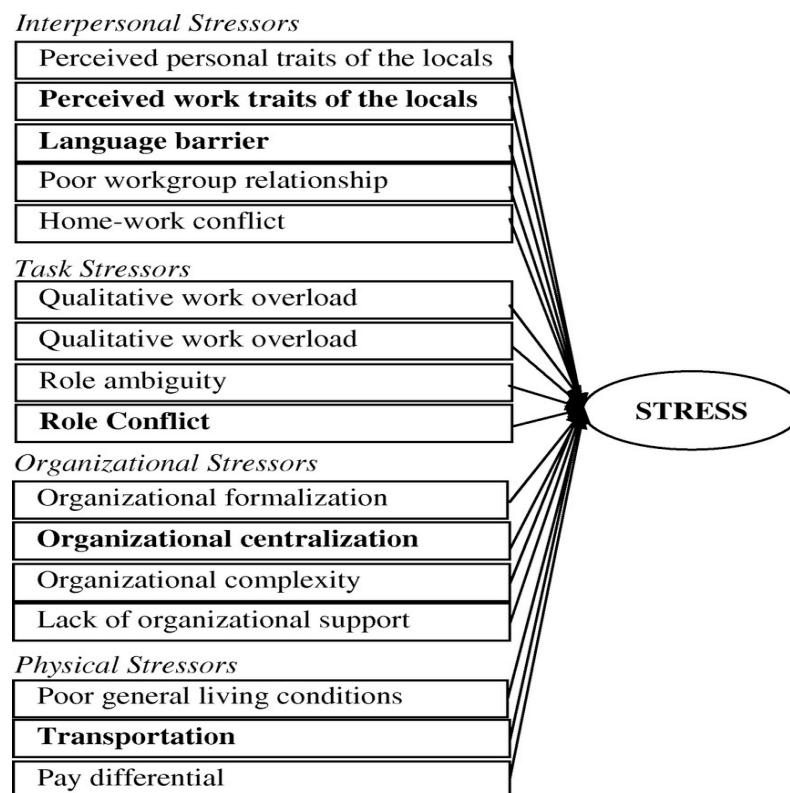 Interpersonal Stressors
Perceived personal traits of the locals
Perceived work traits of the locals
Language barrier
Poor workgroup relationship
Home-work conflict
Task Stressors
Qualitative work overload
Qualitative work overload
Role ambiguity
Role Conflict
STRESS
Organizational Stressors
Organizational formalization
Organizational centralization
Organizational complexity
Lack of organizational support
Physical Stressors
Poor general living conditions
Transportation
Pay differential